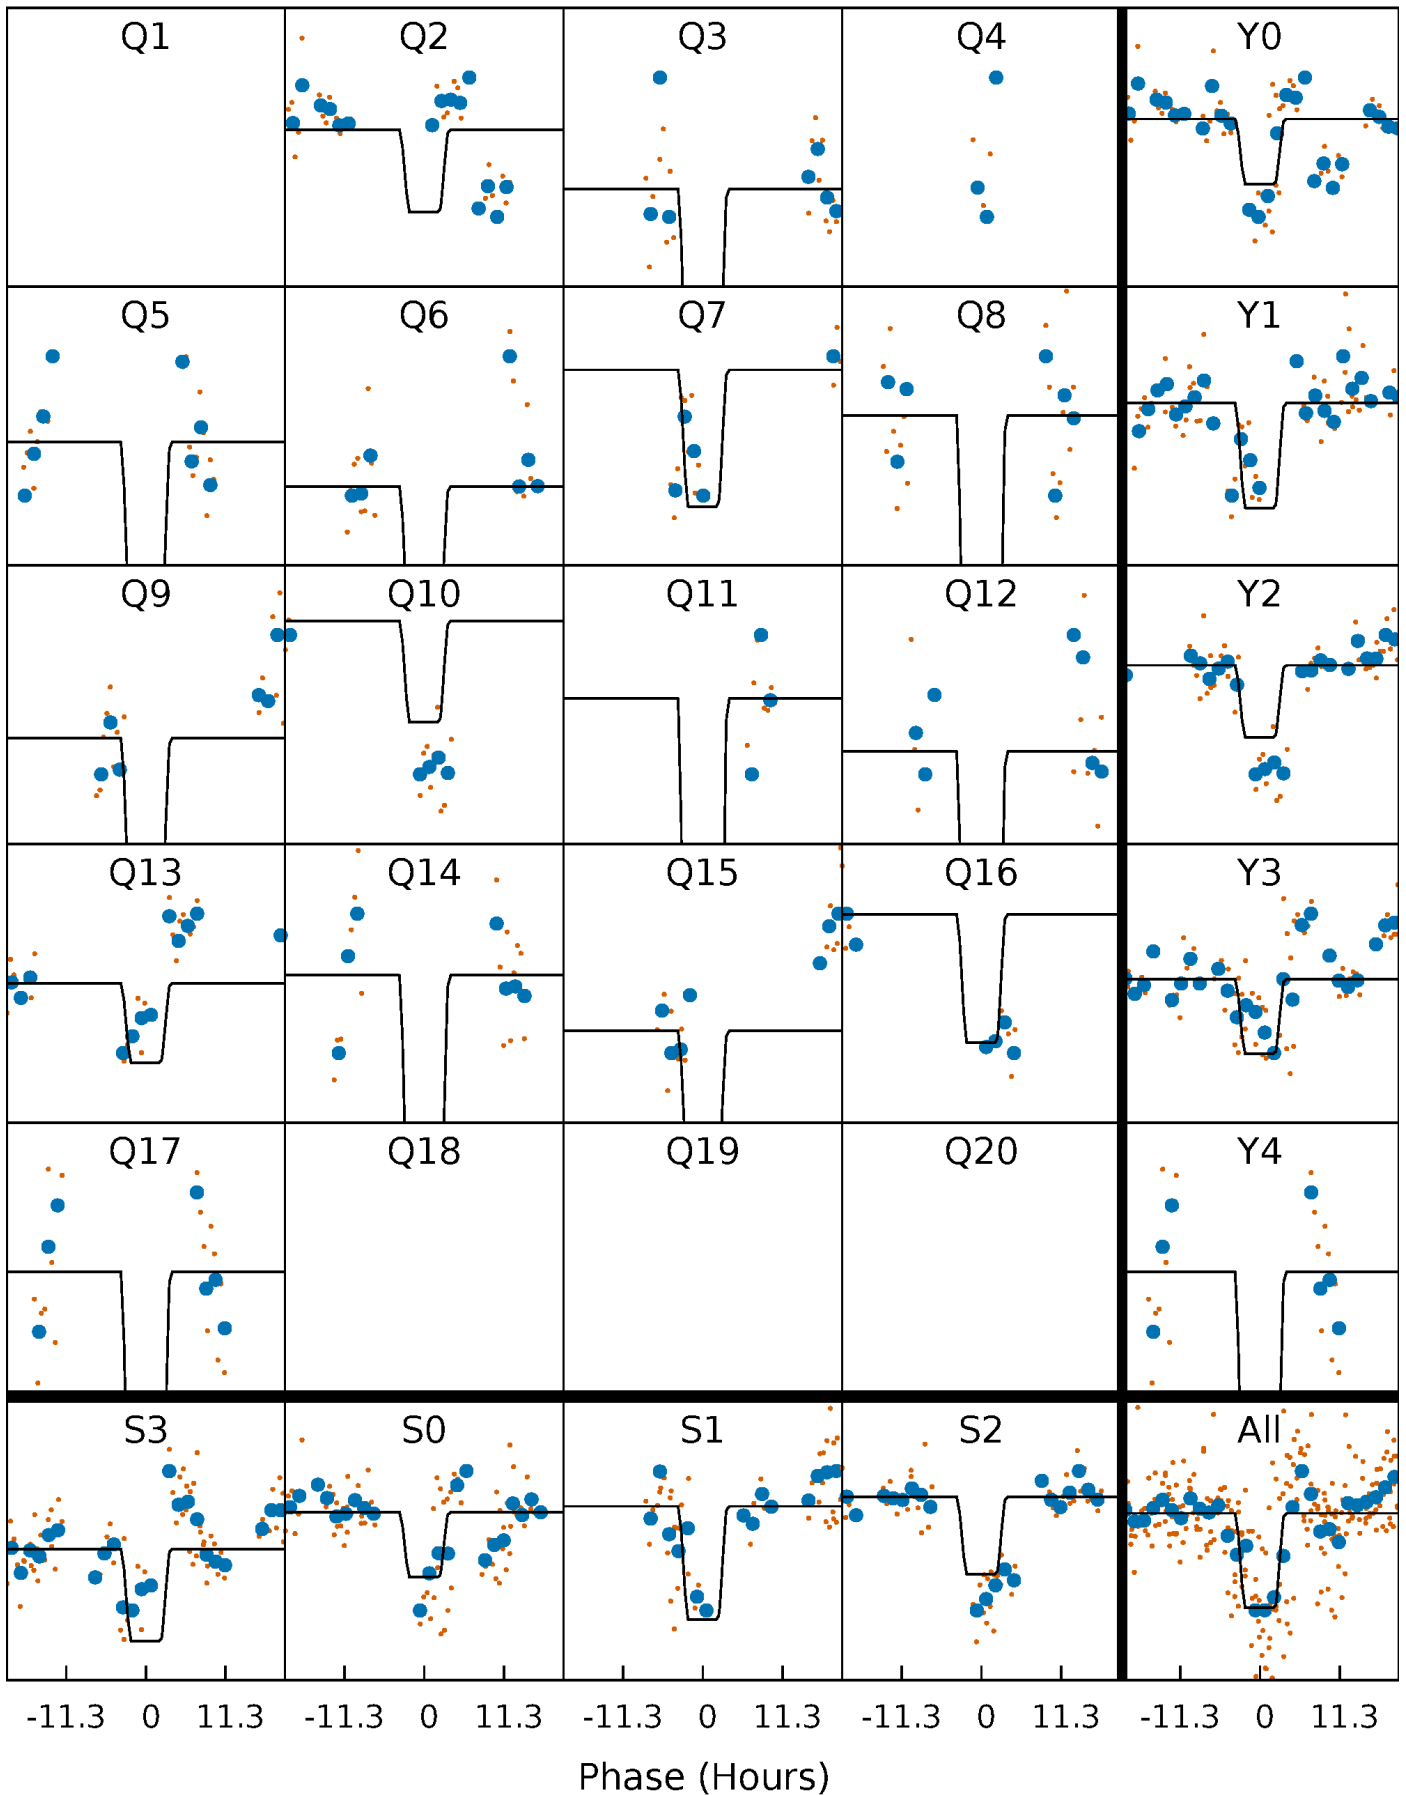 Q1 Q2 Q3 Q4 Y0
Q5 Q6 Q7 Q8 Y1
Q9 Q10 Q11 Q12 Y2
Q13 Q14 Q15 Q16 Y3
Q17 Q18 Q19 Q20 Y4
S3 S0 S1 S2 All
-11.3 0 11.3 -11.3 0 11.3 -11.3 0 11.3 -11.3 0 11.3 -11.3 0 11.3
Phase (Hours)